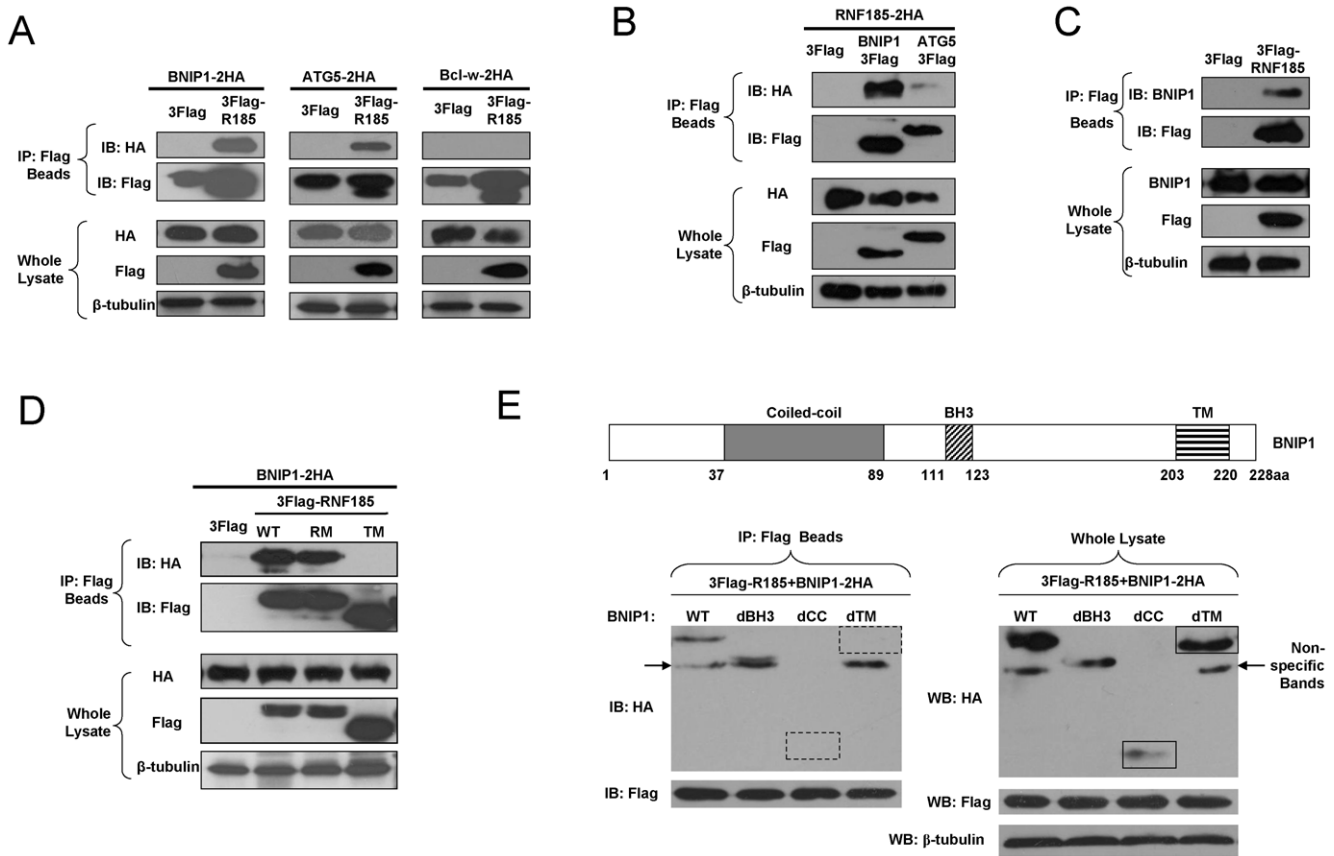 A
BNIP1-2HA ATG5-2HA Bcl-w-2HA
3Flag 3Flag-R185 3Flag 3Flag-R185 3Flag 3Flag-R185
IP: Flag Beads
IB: HA
IB: Flag
Whole Lysate
HA
Flag
β-tubulin
B
RNF185-2HA
3Flag BNIP1 3Flag ATG5 3Flag
IP: Flag Beads
IB: HA
IB: Flag
Whole Lysate
HA
Flag
β-tubulin
C
3Flag 3Flag-RNF185
IP: Flag Beads
IB: BNIP1
IB: Flag
Whole Lysate
BNIP1
Flag
β-tubulin
D
BNIP1-2HA
3Flag-RNF185
3Flag WT RM TM
IP: Flag Beads
IB: HA
IB: Flag
Whole Lysate
HA
Flag
β-tubulin
E
Coiled-coil BH3 TM
BNIP1
1 37 89 111 123 203 220 228aa
IP: Flag Beads
3Flag-R185+BNIP1-2HA
BNIP1: WT dBH3 dCC dTM
IB: HA
IB: Flag
Whole Lysate
3Flag-R185+BNIP1-2HA
WT dBH3 dCC dTM
Non-specific Bands
WB: HA
WB: Flag
WB: β-tubulin